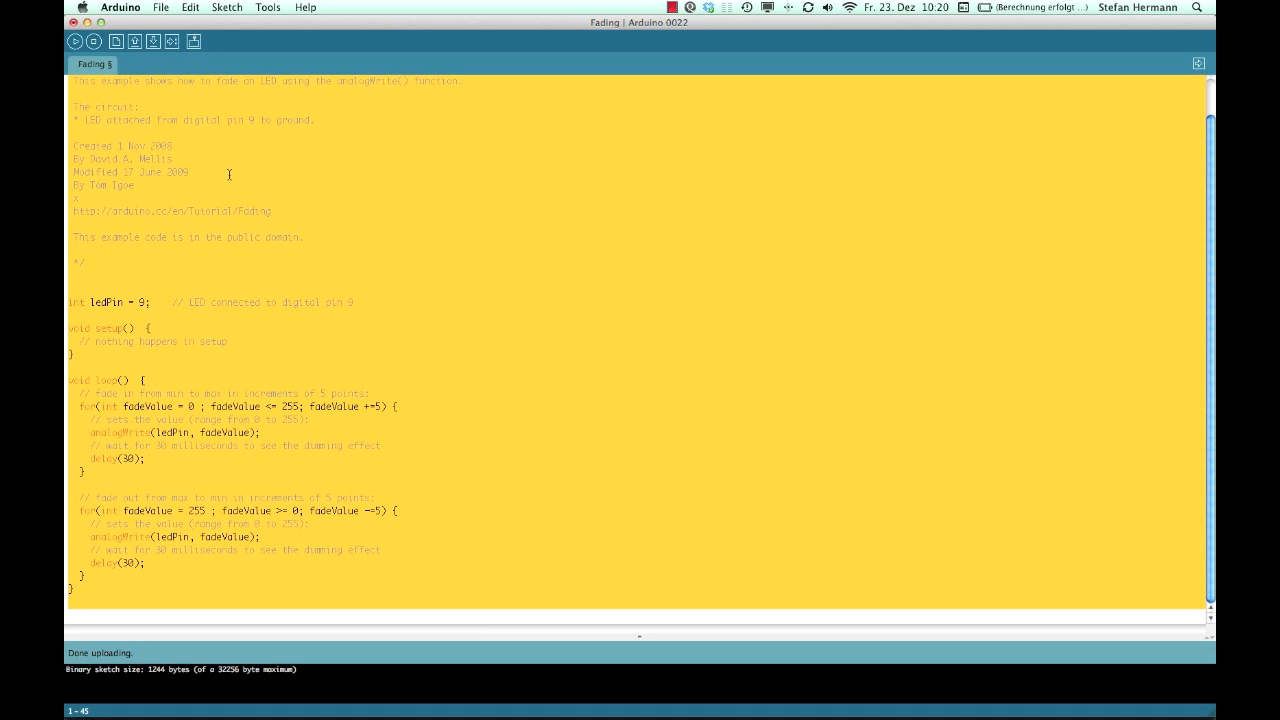 Arduino File Edit Sketch Tools Help Fr. 23. Dez 10:20 (Berechnung erfolgt ...) Stefan Hermann
Fading | Arduino 0022
Fading §
This example shows how to fade an LED using the analogWrite() function.
The circuit:
* LED attached from digital pin 9 to ground.
Created 1 Nov 2008
By David A. Mellis
Modified 17 June 2009
By Tom Igoe
x
http://arduino.cc/en/Tutorial/Fading
This example code is in the public domain.
*/
int ledPin = 9;    // LED connected to digital pin 9
void setup()  {
// nothing happens in setup
}
void loop()  {
// fade in from min to max in increments of 5 points:
for(int fadeValue = 0 ; fadeValue <= 255; fadeValue +=5) {
// sets the value (range from 0 to 255):
analogWrite(ledPin, fadeValue);
// wait for 30 milliseconds to see the dimming effect
delay(30);
}
// fade out from max to min in increments of 5 points:
for(int fadeValue = 255 ; fadeValue >= 0; fadeValue -=5) {
// sets the value (range from 0 to 255):
analogWrite(ledPin, fadeValue);
// wait for 30 milliseconds to see the dimming effect
delay(30);
}
}
Done uploading.
Binary sketch size: 1244 bytes (of a 32256 byte maximum)
1 - 45